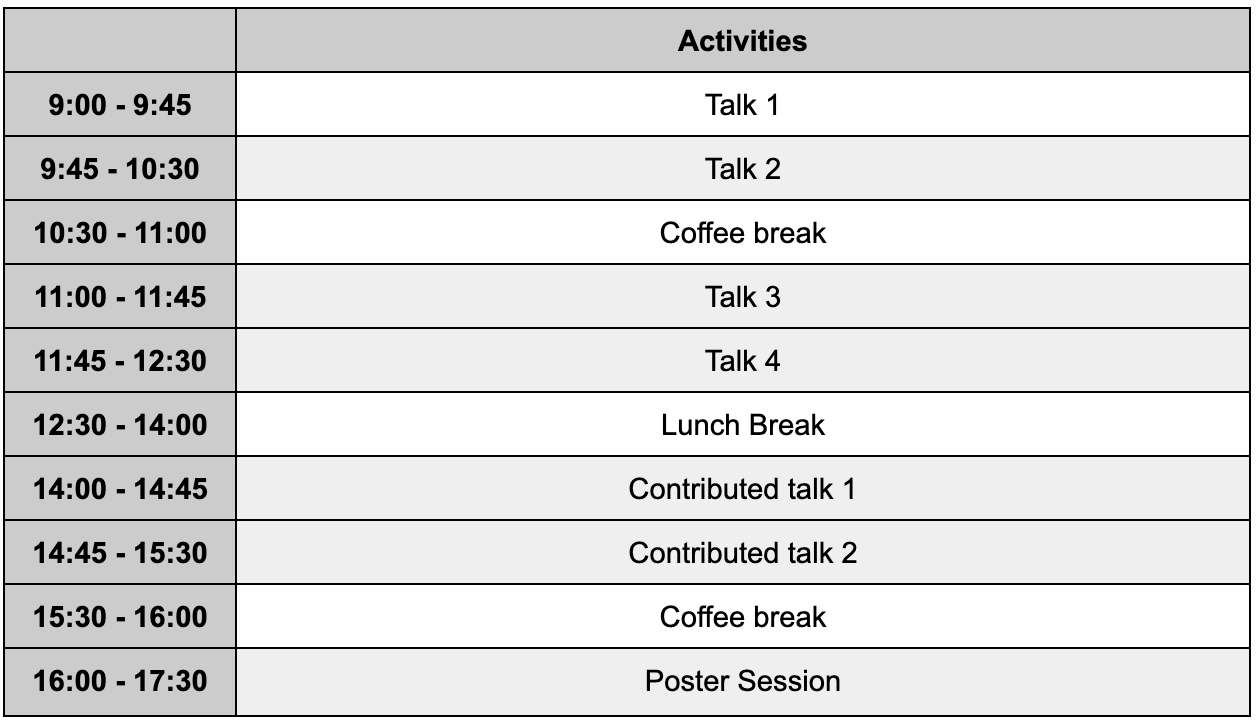 Activities
9:00 - 9:45 Talk 1
9:45 - 10:30 Talk 2
10:30 - 11:00 Coffee break
11:00 - 11:45 Talk 3
11:45 - 12:30 Talk 4
12:30 - 14:00 Lunch Break
14:00 - 14:45 Contributed talk 1
14:45 - 15:30 Contributed talk 2
15:30 - 16:00 Coffee break
16:00 - 17:30 Poster Session